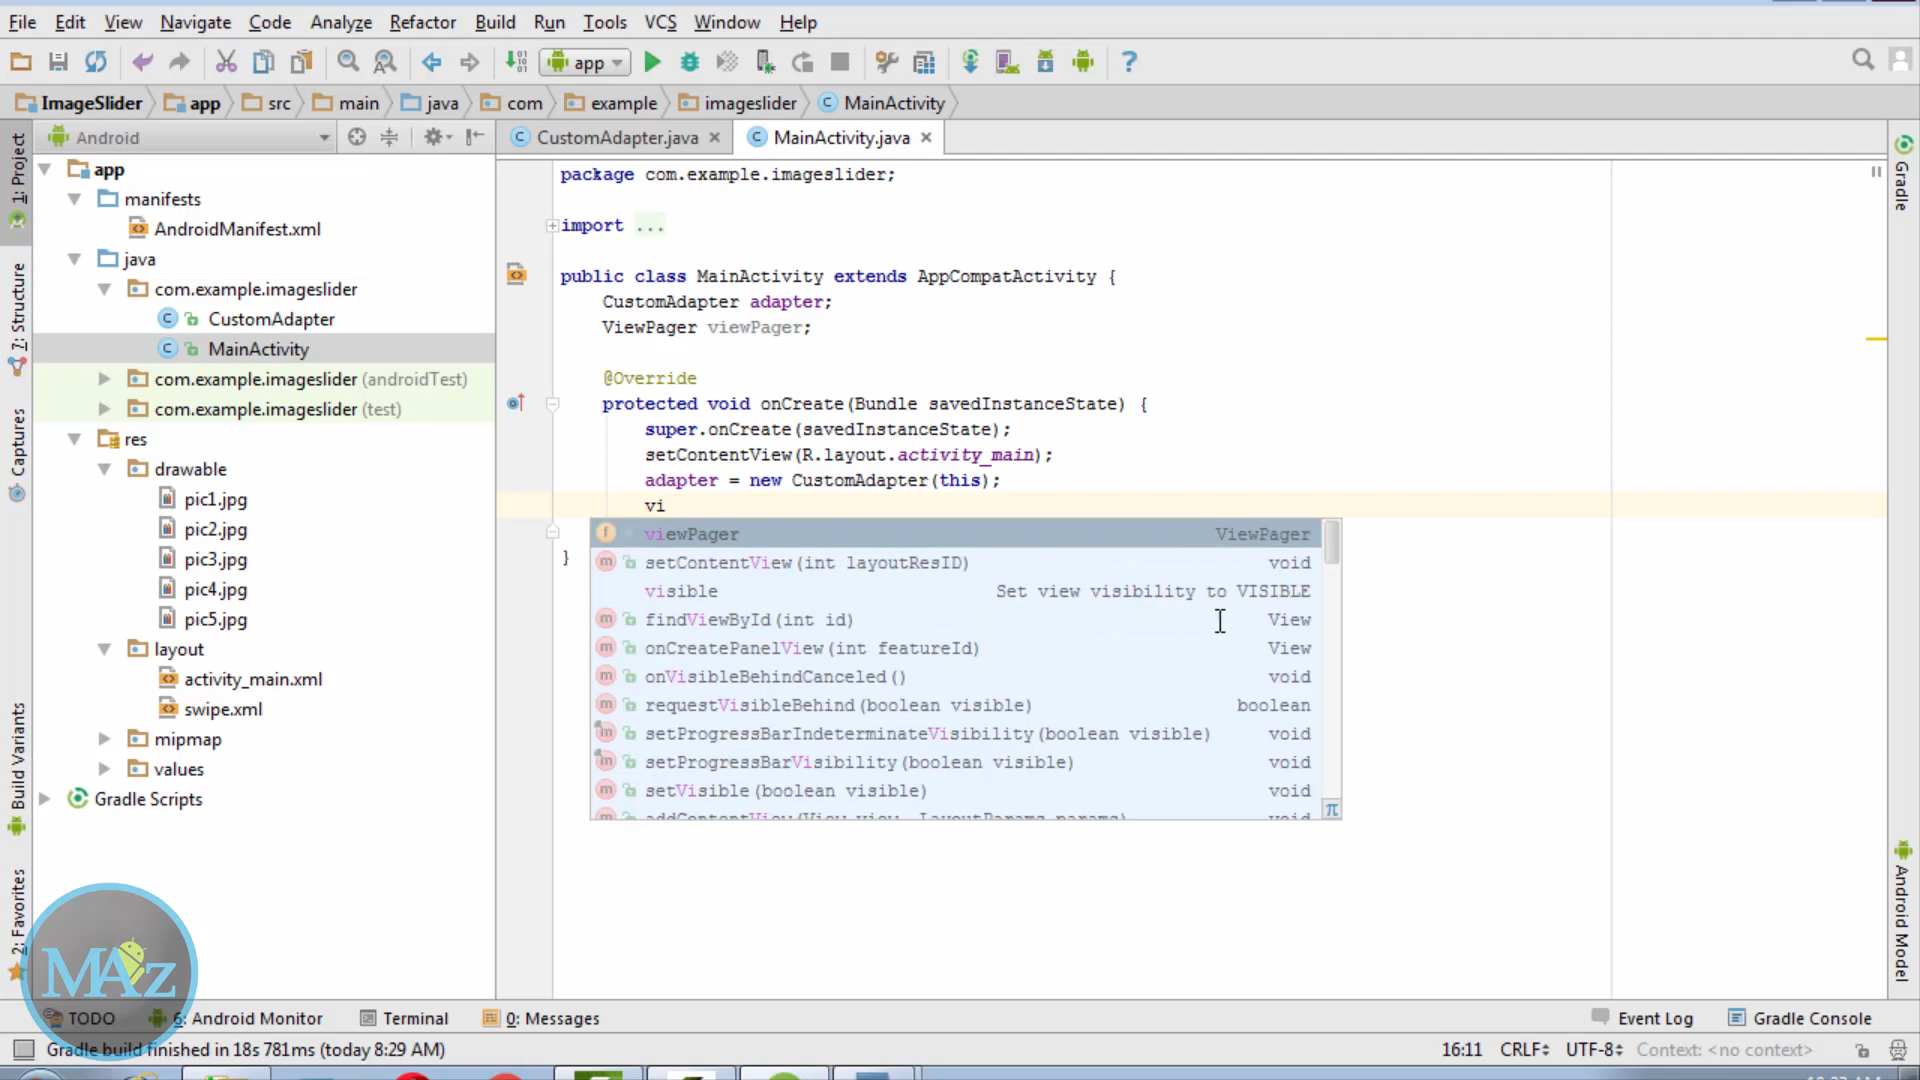 File Edit View Navigate Code Analyze Refactor Build Run Tools VCS Window Help
app
ImageSlider app src main java com example imageslider MainActivity
1: Project
7: Structure
Captures
Build Variants
2: Favorites
Android
app
manifests
AndroidManifest.xml
java
com.example.imageslider
CustomAdapter
MainActivity
com.example.imageslider (androidTest)
com.example.imageslider (test)
res
drawable
pic1.jpg
pic2.jpg
pic3.jpg
pic4.jpg
pic5.jpg
layout
activity_main.xml
swipe.xml
mipmap
values
Gradle Scripts
CustomAdapter.java MainActivity.java
package com.example.imageslider;
import ...
public class MainActivity extends AppCompatActivity {
CustomAdapter adapter;
ViewPager viewPager;
@Override
protected void onCreate(Bundle savedInstanceState) {
super.onCreate(savedInstanceState);
setContentView(R.layout.activity_main);
adapter = new CustomAdapter(this);
vi
}
viewPager ViewPager
setContentView(int layoutResID) void
visible Set view visibility to VISIBLE
findViewById(int id) View
onCreatePanelView(int featureId) View
onVisibleBehindCanceled() void
requestVisibleBehind(boolean visible) boolean
setProgressBarIndeterminateVisibility(boolean visible) void
setProgressBarVisibility(boolean visible) void
setVisible(boolean visible) void
addContentView(View view, LayoutParams params) void
Gradle
Android Model
MAz
TODO 6: Android Monitor Terminal 0: Messages Event Log Gradle Console
Gradle build finished in 18s 781ms (today 8:29 AM) 16:11 CRLF UTF-8 Context: <no context>